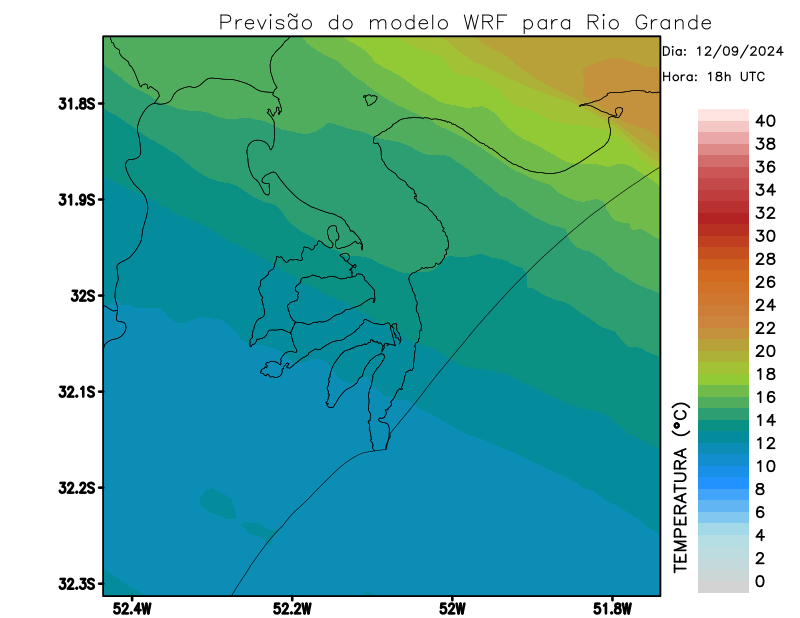 Previsão do modelo WRF para Rio Grande
Dia: 12/09/2024
Hora: 18h UTC
31.8S
31.9S
32S
32.1S
32.2S
32.3S
52.4W
52.2W
52W
51.8W
TEMPERATURA (°C)
40
38
36
34
32
30
28
26
24
22
20
18
16
14
12
10
8
6
4
2
0